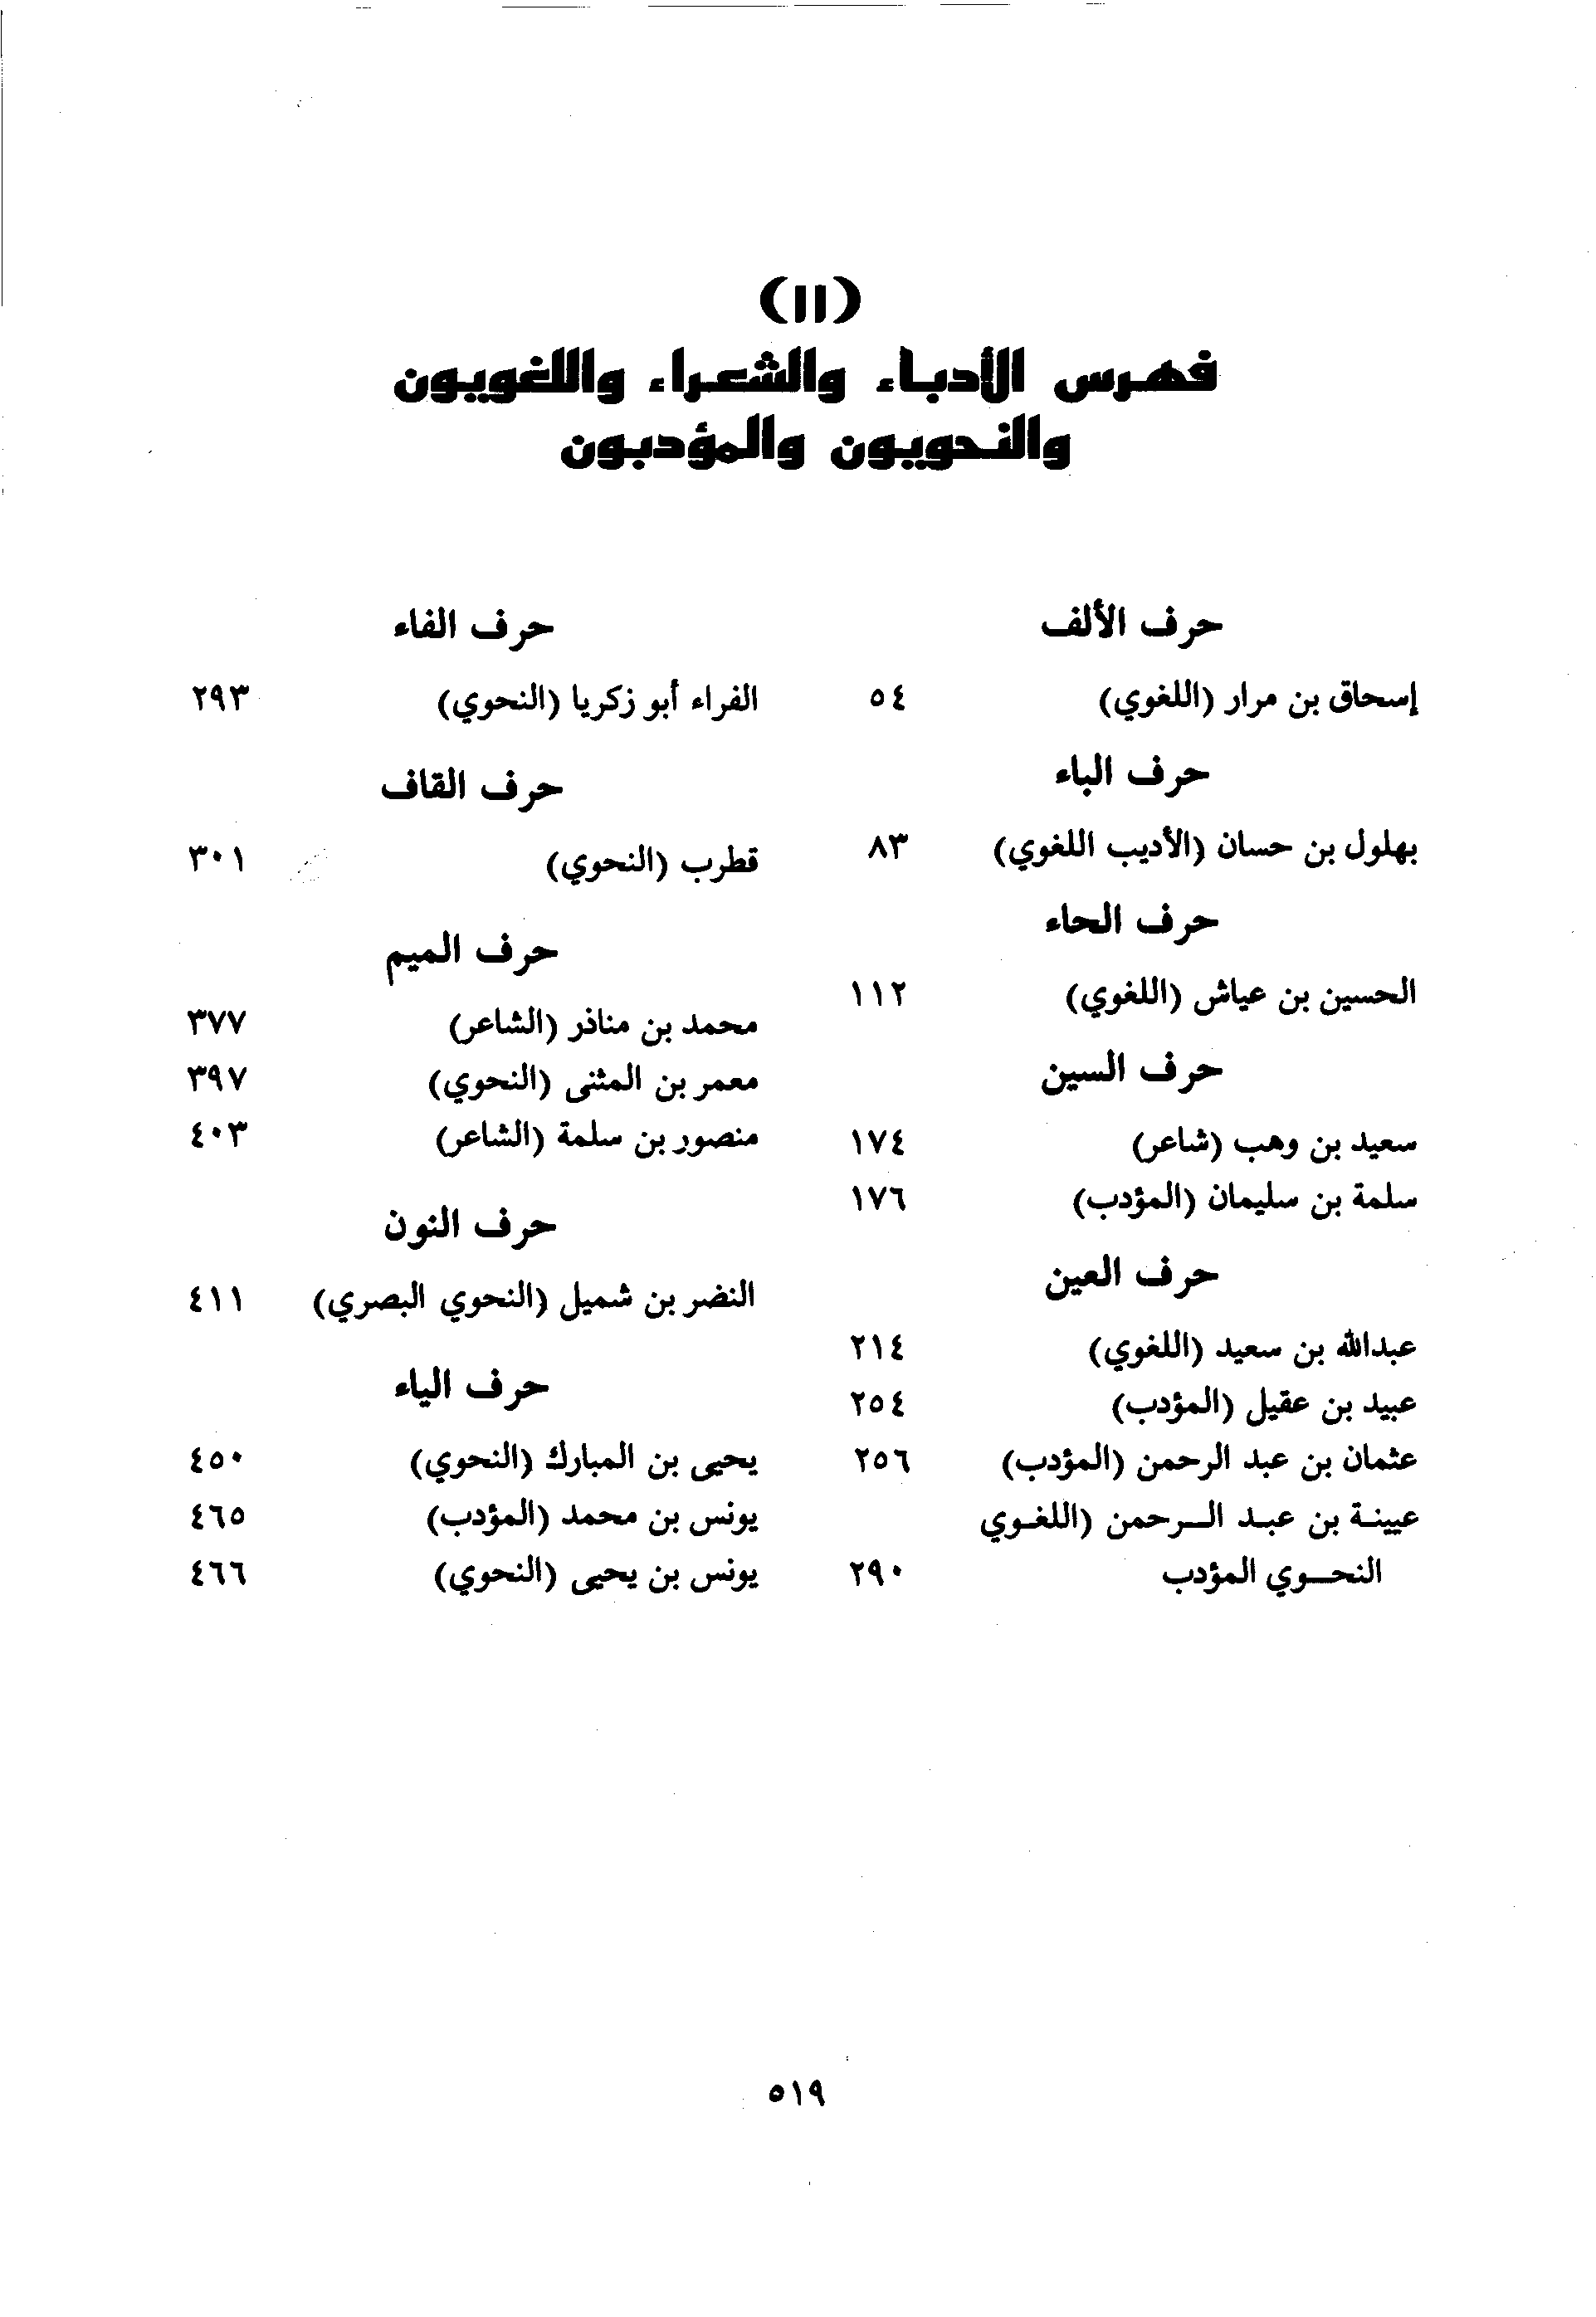 (١١)
فهرس الأدباء والشعراء واللغويون
والنحويون والمؤدبون
حرف الألف
إسحاق بن مرار (اللغوي) ٥٤
حرف الباء
بهلول بن حسان (الأديب اللغوي) ٨٣
حرف الحاء
الحسين بن عياش (اللغوي) ١١٢
حرف السين
سعيد بن وهب (شاعر) ١٧٤
سلمة بن سليمان (المؤدب) ١٧٦
حرف العين
عبدالله بن سعيد (اللغوي) ٢١٤
عبيد بن عقيل (المؤدب) ٢٥٤
عثمان بن عبد الرحمن (المؤدب) ٢٥٦
عيينة بن عبد الرحمن (اللغوي
النحوي المؤدب ٢٩٠
حرف الفاء
الفراء أبو زكريا (النحوي) ٢٩٣
حرف القاف
قطرب (النحوي) ٣٠١
حرف الميم
محمد بن مناذر (الشاعر) ٣٧٧
معمر بن المثنى (النحوي) ٣٩٧
منصور بن سلمة (الشاعر) ٤٠٣
حرف النون
النضر بن شميل (النحوي البصري) ٤١١
حرف الياء
يحيى بن المبارك (النحوي) ٤٥٠
يونس بن محمد (المؤدب) ٤٦٥
يونس بن يحيى (النحوي) ٤٦٦
٥١٩